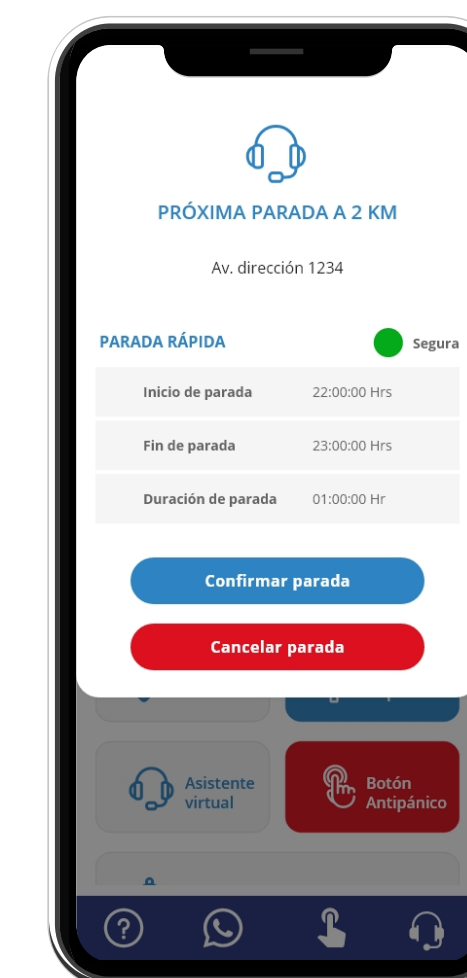 PRÓXIMA PARADA A 2 KM
Av. dirección 1234
PARADA RÁPIDA
Segura
Inicio de parada 22:00:00 Hrs
Fin de parada 23:00:00 Hrs
Duración de parada 01:00:00 Hr
Confirmar parada
Cancelar parada
Asistente
virtual
Botón
Antipánico
?